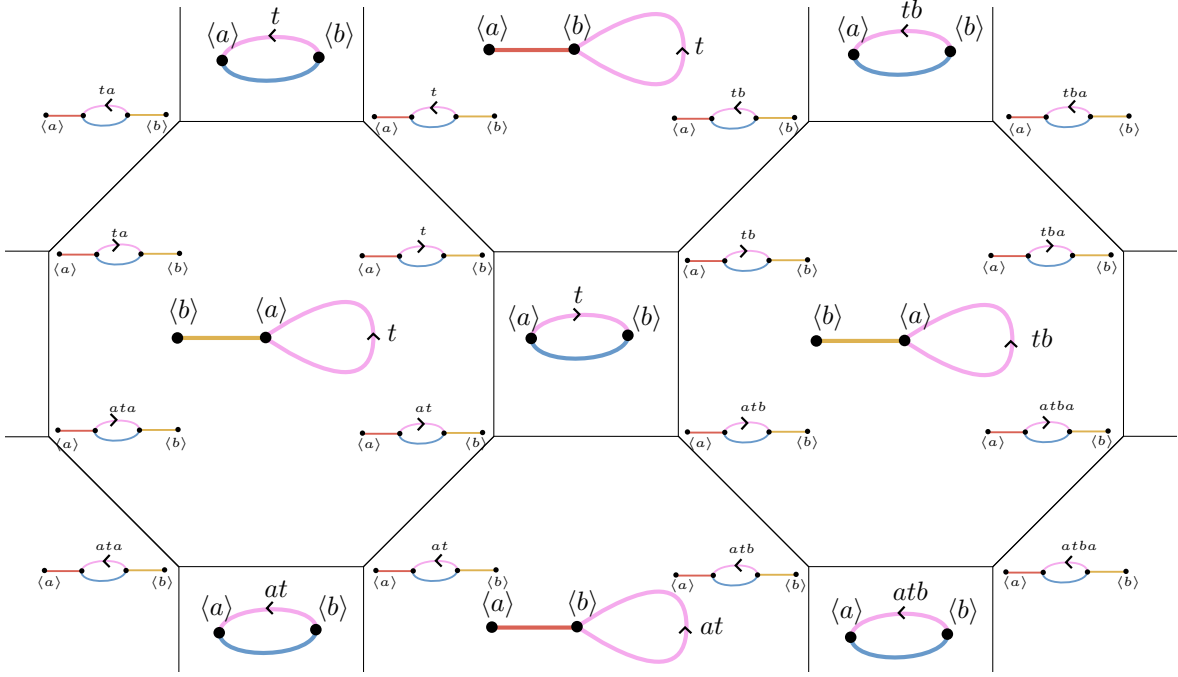 t
⟨a⟩ ⟨b⟩
⟨a⟩ ⟨b⟩
t
tb
⟨a⟩ ⟨b⟩
ta
⟨a⟩ ⟨b⟩
t
⟨a⟩ ⟨b⟩
tb
⟨a⟩ ⟨b⟩
tba
⟨a⟩ ⟨b⟩
ta
⟨a⟩ ⟨b⟩
t
⟨a⟩ ⟨b⟩
tb
⟨a⟩ ⟨b⟩
tba
⟨a⟩ ⟨b⟩
⟨b⟩ ⟨a⟩
t
t
⟨a⟩ ⟨b⟩
⟨b⟩ ⟨a⟩
tb
ata
⟨a⟩ ⟨b⟩
at
⟨a⟩ ⟨b⟩
atb
⟨a⟩ ⟨b⟩
atba
⟨a⟩ ⟨b⟩
ata
⟨a⟩ ⟨b⟩
at
⟨a⟩ ⟨b⟩
atb
⟨a⟩ ⟨b⟩
atba
⟨a⟩ ⟨b⟩
at
⟨a⟩ ⟨b⟩
⟨a⟩ ⟨b⟩
at
atb
⟨a⟩ ⟨b⟩